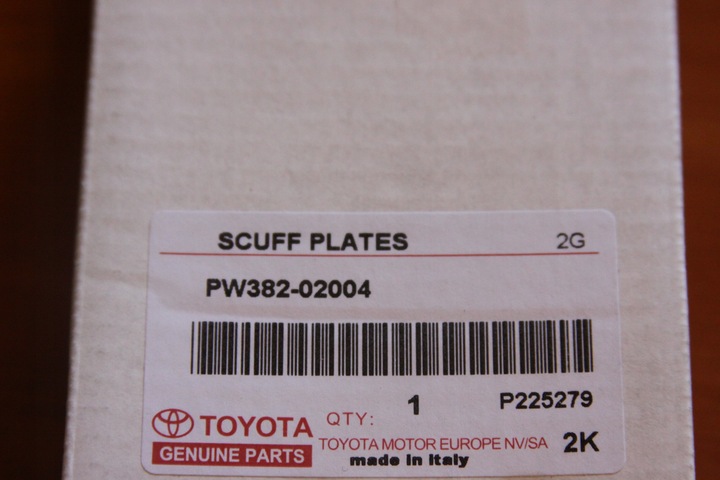 SCUFF PLATES 2G
PW382-02004
QTY: 1 P225279
TOYOTA
GENUINE PARTS
TOYOTA MOTOR EUROPE NV/SA 2K
made in Italy